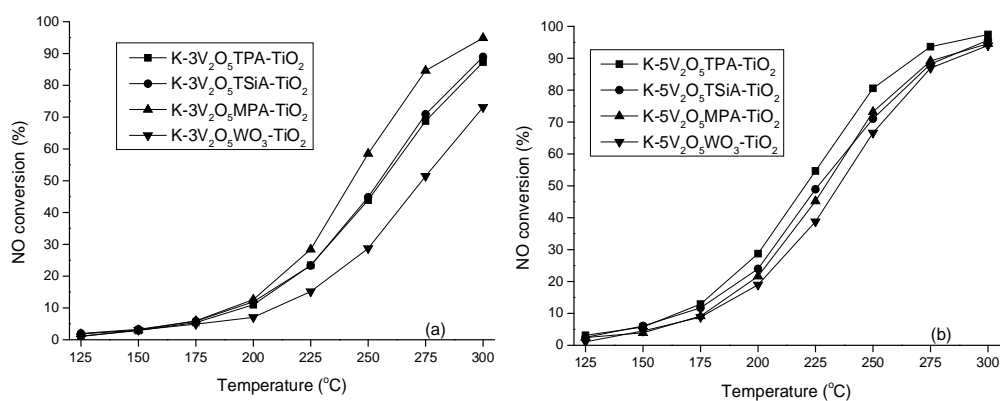 100
90
80
70
60
50
40
30
20
10
0
NO conversion (%)
K-3V₂O₅TPA-TiO₂
K-3V₂O₅TSiA-TiO₂
K-3V₂O₅MPA-TiO₂
K-3V₂O₅WO₃-TiO₂
(a)
125 150 175 200 225 250 275 300
Temperature (°C)
100
90
80
70
60
50
40
30
20
10
0
NO conversion (%)
K-5V₂O₅TPA-TiO₂
K-5V₂O₅TSiA-TiO₂
K-5V₂O₅MPA-TiO₂
K-5V₂O₅WO₃-TiO₂
(b)
125 150 175 200 225 250 275 300
Temperature (°C)